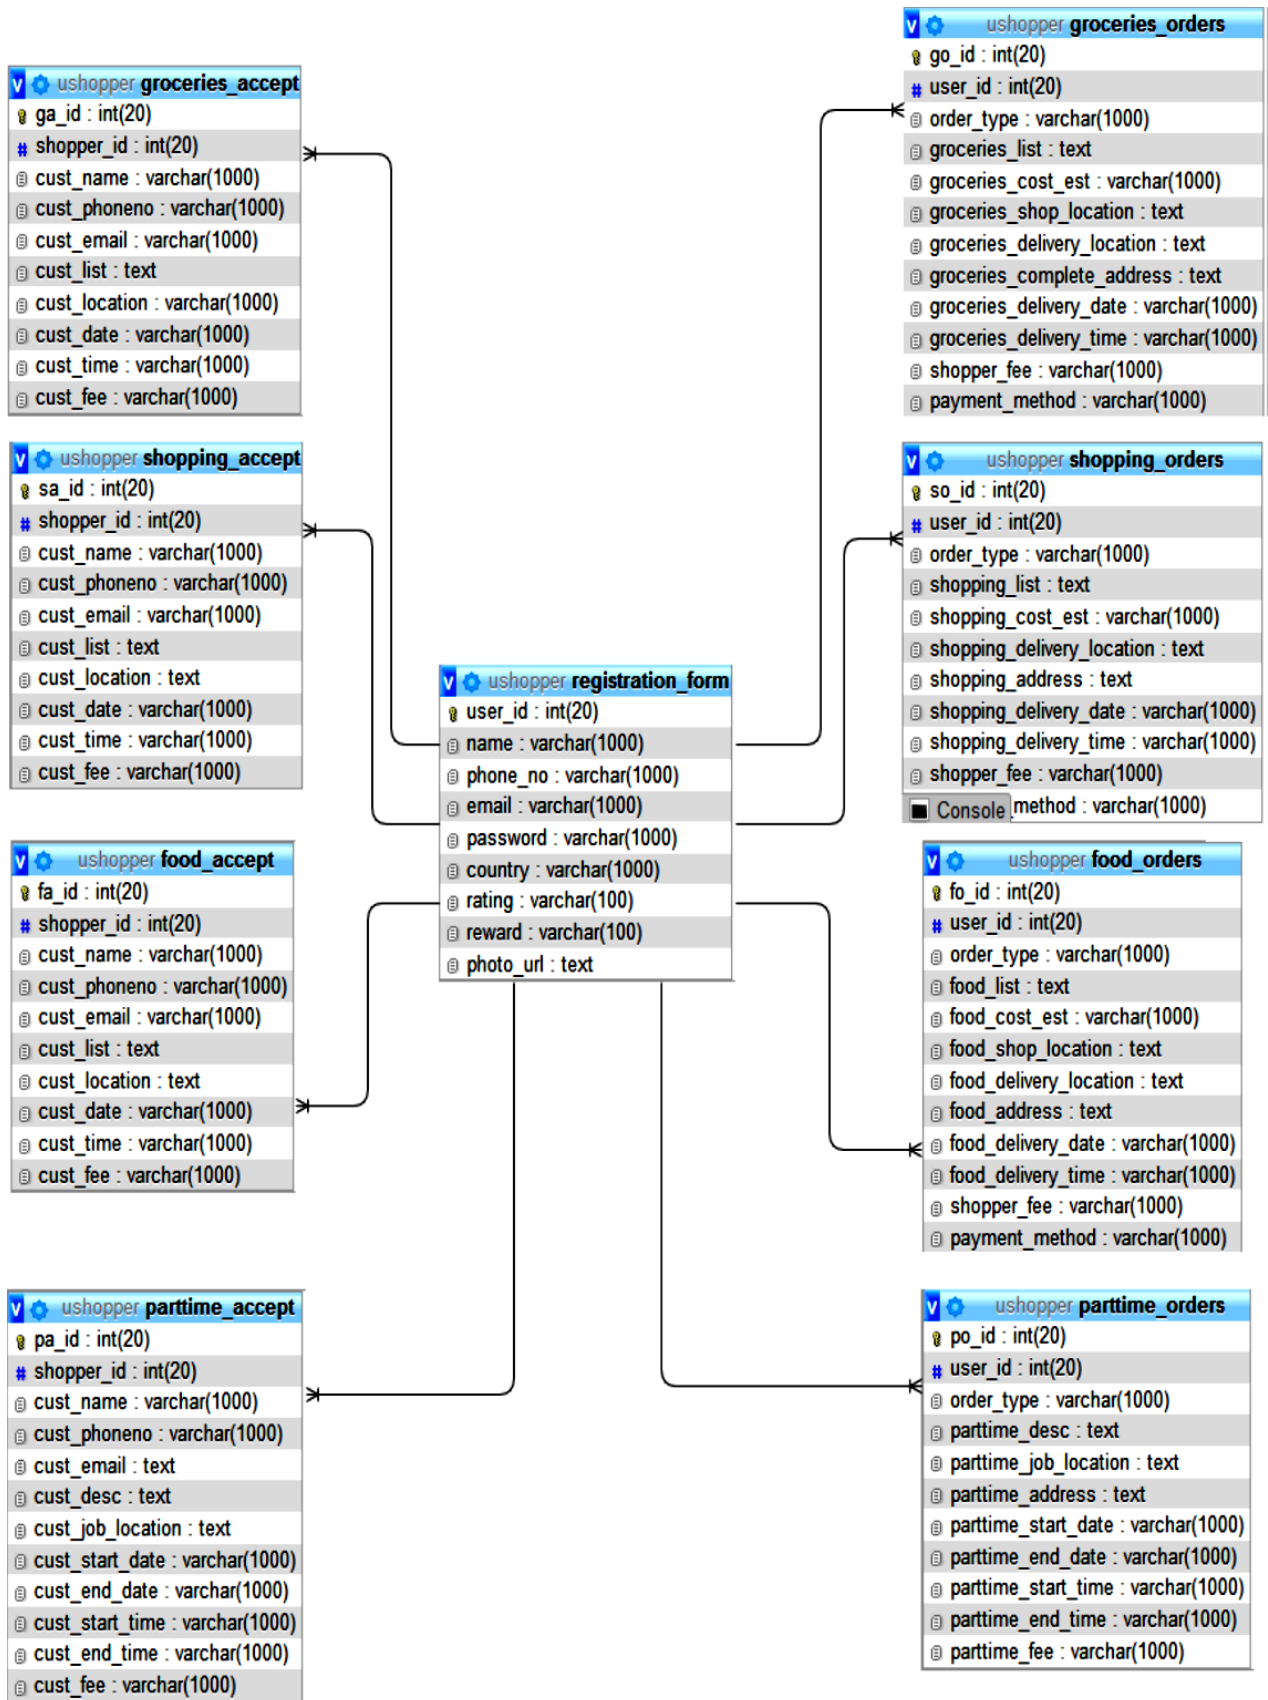 ushopper groceries_accept
ga_id : int(20)
shopper_id : int(20)
cust_name : varchar(1000)
cust_phoneno : varchar(1000)
cust_email : varchar(1000)
cust_list : text
cust_location : varchar(1000)
cust_date : varchar(1000)
cust_time : varchar(1000)
cust_fee : varchar(1000)
ushopper shopping_accept
sa_id : int(20)
shopper_id : int(20)
cust_name : varchar(1000)
cust_phoneno : varchar(1000)
cust_email : varchar(1000)
cust_list : text
cust_location : text
cust_date : varchar(1000)
cust_time : varchar(1000)
cust_fee : varchar(1000)
ushopper food_accept
fa_id : int(20)
shopper_id : int(20)
cust_name : varchar(1000)
cust_phoneno : varchar(1000)
cust_email : varchar(1000)
cust_list : text
cust_location : text
cust_date : varchar(1000)
cust_time : varchar(1000)
cust_fee : varchar(1000)
ushopper parttime_accept
pa_id : int(20)
shopper_id : int(20)
cust_name : varchar(1000)
cust_phoneno : varchar(1000)
cust_email : text
cust_desc : text
cust_job_location : text
cust_start_date : varchar(1000)
cust_end_date : varchar(1000)
cust_start_time : varchar(1000)
cust_end_time : varchar(1000)
cust_fee : varchar(1000)
ushopper registration_form
user_id : int(20)
name : varchar(1000)
phone_no : varchar(1000)
email : varchar(1000)
password : varchar(1000)
country : varchar(1000)
rating : varchar(100)
reward : varchar(100)
photo_url : text
ushopper groceries_orders
go_id : int(20)
user_id : int(20)
order_type : varchar(1000)
groceries_list : text
groceries_cost_est : varchar(1000)
groceries_shop_location : text
groceries_delivery_location : text
groceries_complete_address : text
groceries_delivery_date : varchar(1000)
groceries_delivery_time : varchar(1000)
shopper_fee : varchar(1000)
payment_method : varchar(1000)
ushopper shopping_orders
so_id : int(20)
user_id : int(20)
order_type : varchar(1000)
shopping_list : text
shopping_cost_est : varchar(1000)
shopping_delivery_location : text
shopping_address : text
shopping_delivery_date : varchar(1000)
shopping_delivery_time : varchar(1000)
shopper_fee : varchar(1000)
Console _method : varchar(1000)
ushopper food_orders
fo_id : int(20)
user_id : int(20)
order_type : varchar(1000)
food_list : text
food_cost_est : varchar(1000)
food_shop_location : text
food_delivery_location : text
food_address : text
food_delivery_date : varchar(1000)
food_delivery_time : varchar(1000)
shopper_fee : varchar(1000)
payment_method : varchar(1000)
ushopper parttime_orders
po_id : int(20)
user_id : int(20)
order_type : varchar(1000)
parttime_desc : text
parttime_job_location : text
parttime_address : text
parttime_start_date : varchar(1000)
parttime_end_date : varchar(1000)
parttime_start_time : varchar(1000)
parttime_end_time : varchar(1000)
parttime_fee : varchar(1000)